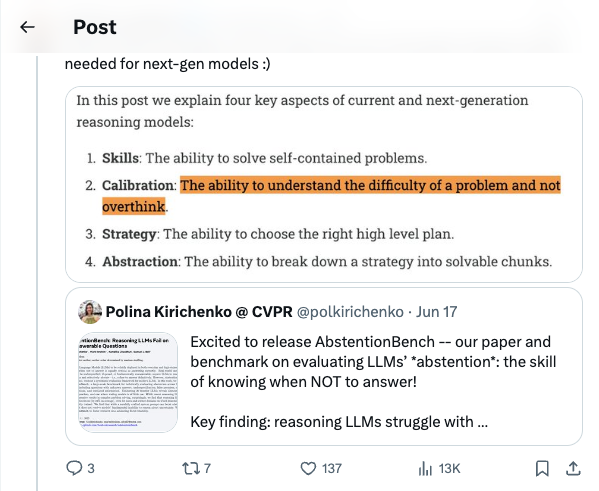 Post
needed for next-gen models :)
In this post we explain four key aspects of current and next-generation
reasoning models:
1. Skills: The ability to solve self-contained problems.
2. Calibration: The ability to understand the difficulty of a problem and not
overthink.
3. Strategy: The ability to choose the right high level plan.
4. Abstraction: The ability to break down a strategy into solvable chunks.
Polina Kirichenko @ CVPR @polkirichenko · Jun 17
ntionBench: Reasoning LLMs Fail on
Questions
Excited to release AbstentionBench -- our paper and
benchmark on evaluating LLMs’ *abstention*: the skill
of knowing when NOT to answer!
Key finding: reasoning LLMs struggle with ...
3 7 137 13K